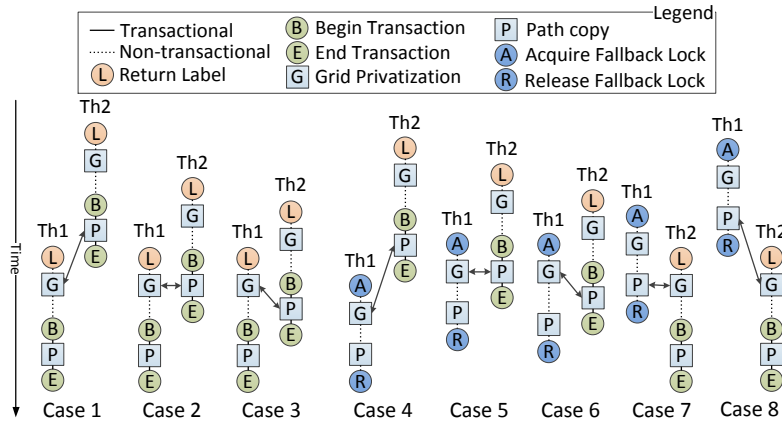 Legend
Transactional
Non-transactional
L Return Label
B Begin Transaction
E End Transaction
G Grid Privatization
P Path copy
A Acquire Fallback Lock
R Release Fallback Lock
Time
Th1
L
G
B
P
E
Th2
L
G
B
P
E
Case 1
Th1
L
G
B
P
E
Th2
L
G
B
P
E
Case 2
Th1
L
G
B
P
E
Th2
L
G
B
P
E
Case 3
Th1
A
G
P
R
Th2
L
G
B
P
E
Case 4
Th1
A
G
P
R
Th2
L
G
B
P
E
Case 5
Th1
A
G
P
R
Th2
L
G
B
P
E
Case 6
Th1
A
G
P
R
Th2
L
G
B
P
E
Case 7
Th1
A
G
P
R
Th2
L
G
B
P
E
Case 8